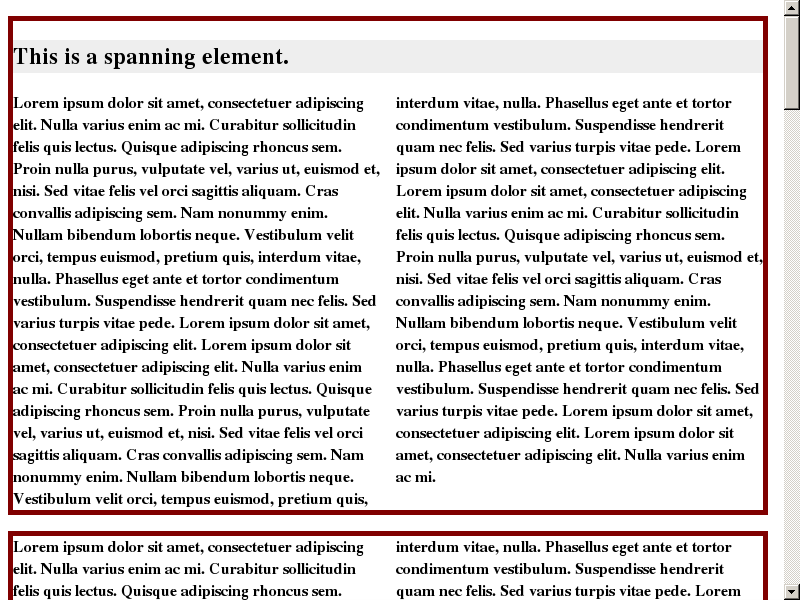 This is a spanning element.
Lorem ipsum dolor sit amet, consectetuer adipiscing
elit. Nulla varius enim ac mi. Curabitur sollicitudin
felis quis lectus. Quisque adipiscing rhoncus sem.
Proin nulla purus, vulputate vel, varius ut, euismod et,
nisi. Sed vitae felis vel orci sagittis aliquam. Cras
convallis adipiscing sem. Nam nonummy enim.
Nullam bibendum lobortis neque. Vestibulum velit
orci, tempus euismod, pretium quis, interdum vitae,
nulla. Phasellus eget ante et tortor condimentum
vestibulum. Suspendisse hendrerit quam nec felis. Sed
varius turpis vitae pede. Lorem ipsum dolor sit amet,
consectetuer adipiscing elit. Lorem ipsum dolor sit
amet, consectetuer adipiscing elit. Nulla varius enim
ac mi. Curabitur sollicitudin felis quis lectus. Quisque
adipiscing rhoncus sem. Proin nulla purus, vulputate
vel, varius ut, euismod et, nisi. Sed vitae felis vel orci
sagittis aliquam. Cras convallis adipiscing sem. Nam
nonummy enim. Nullam bibendum lobortis neque.
Vestibulum velit orci, tempus euismod, pretium quis,
interdum vitae, nulla. Phasellus eget ante et tortor
condimentum vestibulum. Suspendisse hendrerit
quam nec felis. Sed varius turpis vitae pede. Lorem
ipsum dolor sit amet, consectetuer adipiscing elit.
Lorem ipsum dolor sit amet, consectetuer adipiscing
elit. Nulla varius enim ac mi. Curabitur sollicitudin
felis quis lectus. Quisque adipiscing rhoncus sem.
Proin nulla purus, vulputate vel, varius ut, euismod et,
nisi. Sed vitae felis vel orci sagittis aliquam. Cras
convallis adipiscing sem. Nam nonummy enim.
Nullam bibendum lobortis neque. Vestibulum velit
orci, tempus euismod, pretium quis, interdum vitae,
nulla. Phasellus eget ante et tortor condimentum
vestibulum. Suspendisse hendrerit quam nec felis. Sed
varius turpis vitae pede. Lorem ipsum dolor sit amet,
consectetuer adipiscing elit. Lorem ipsum dolor sit
amet, consectetuer adipiscing elit. Nulla varius enim
ac mi.
Lorem ipsum dolor sit amet, consectetuer adipiscing
elit. Nulla varius enim ac mi. Curabitur sollicitudin
felis quis lectus. Quisque adipiscing rhoncus sem.
interdum vitae, nulla. Phasellus eget ante et tortor
condimentum vestibulum. Suspendisse hendrerit
quam nec felis. Sed varius turpis vitae pede. Lorem